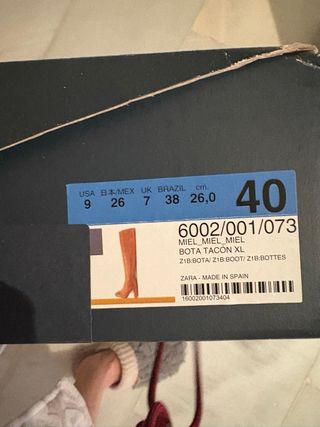 USA 日本/MEX UK BRAZIL cm.
9 26 7 38 26,0 40
6002/001/073
MIEL_MIEL_MIEL
BOTA TACÓN XL
Z1B:BOTA/ Z1B:BOOT/ Z1B:BOTTES
ZARA - MADE IN SPAIN
16002001073404